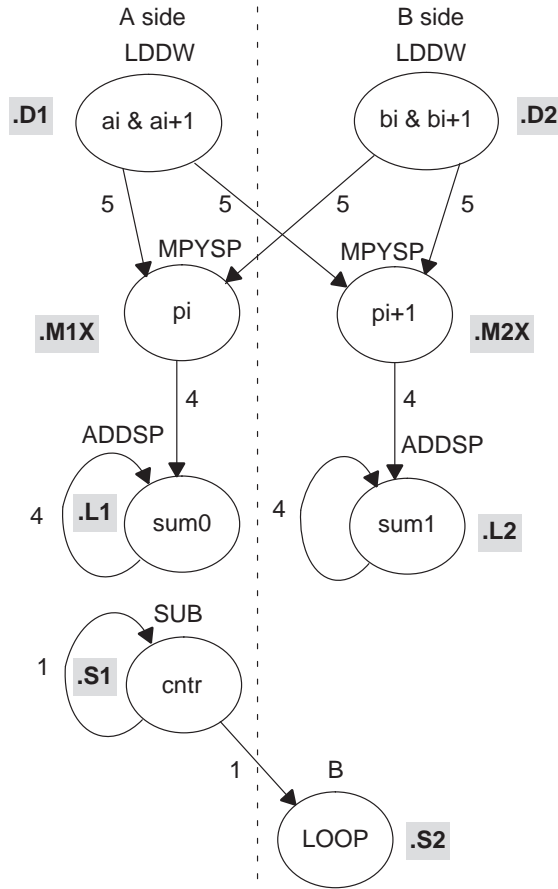 A side B side
LDDW LDDW
.D1 ai & ai+1 bi & bi+1 .D2
5 5 5 5
MPYSP MPYSP
pi pi+1
.M1X .M2X
4 4
ADDSP ADDSP
4 .L1 sum0 4 sum1 .L2
SUB
1 .S1 cntr
1 B
LOOP .S2